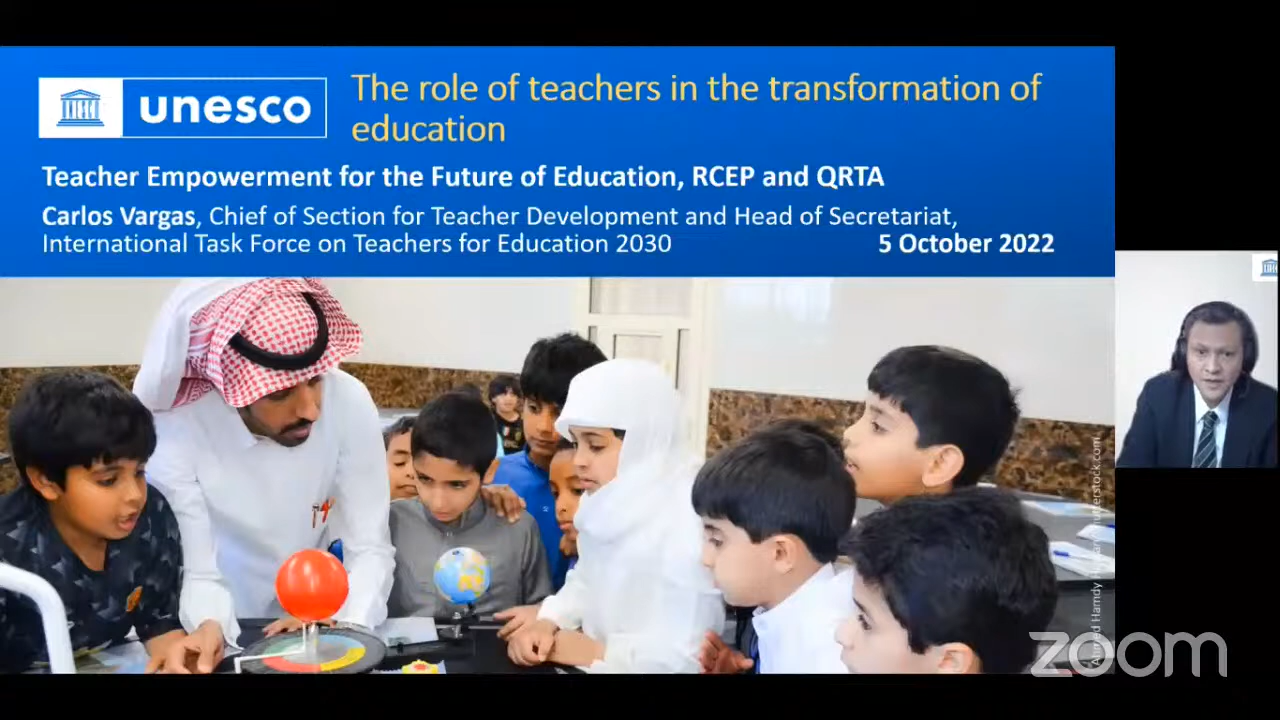 unesco
The role of teachers in the transformation of
education
Teacher Empowerment for the Future of Education, RCEP and QRTA
Carlos Vargas, Chief of Section for Teacher Development and Head of Secretariat,
International Task Force on Teachers for Education 2030
5 October 2022
zoom